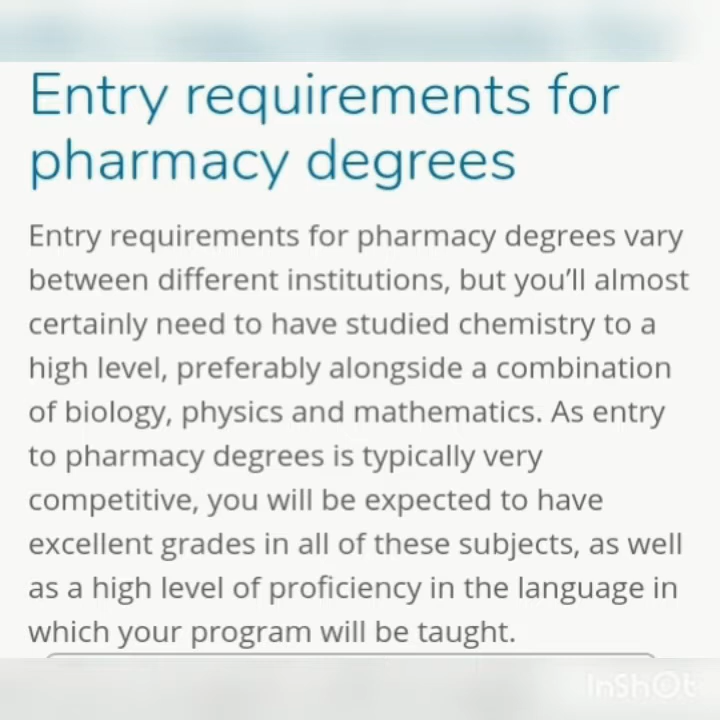 Entry requirements for
pharmacy degrees
Entry requirements for pharmacy degrees vary
between different institutions, but you’ll almost
certainly need to have studied chemistry to a
high level, preferably alongside a combination
of biology, physics and mathematics. As entry
to pharmacy degrees is typically very
competitive, you will be expected to have
excellent grades in all of these subjects, as well
as a high level of proficiency in the language in
which your program will be taught.
InShOt